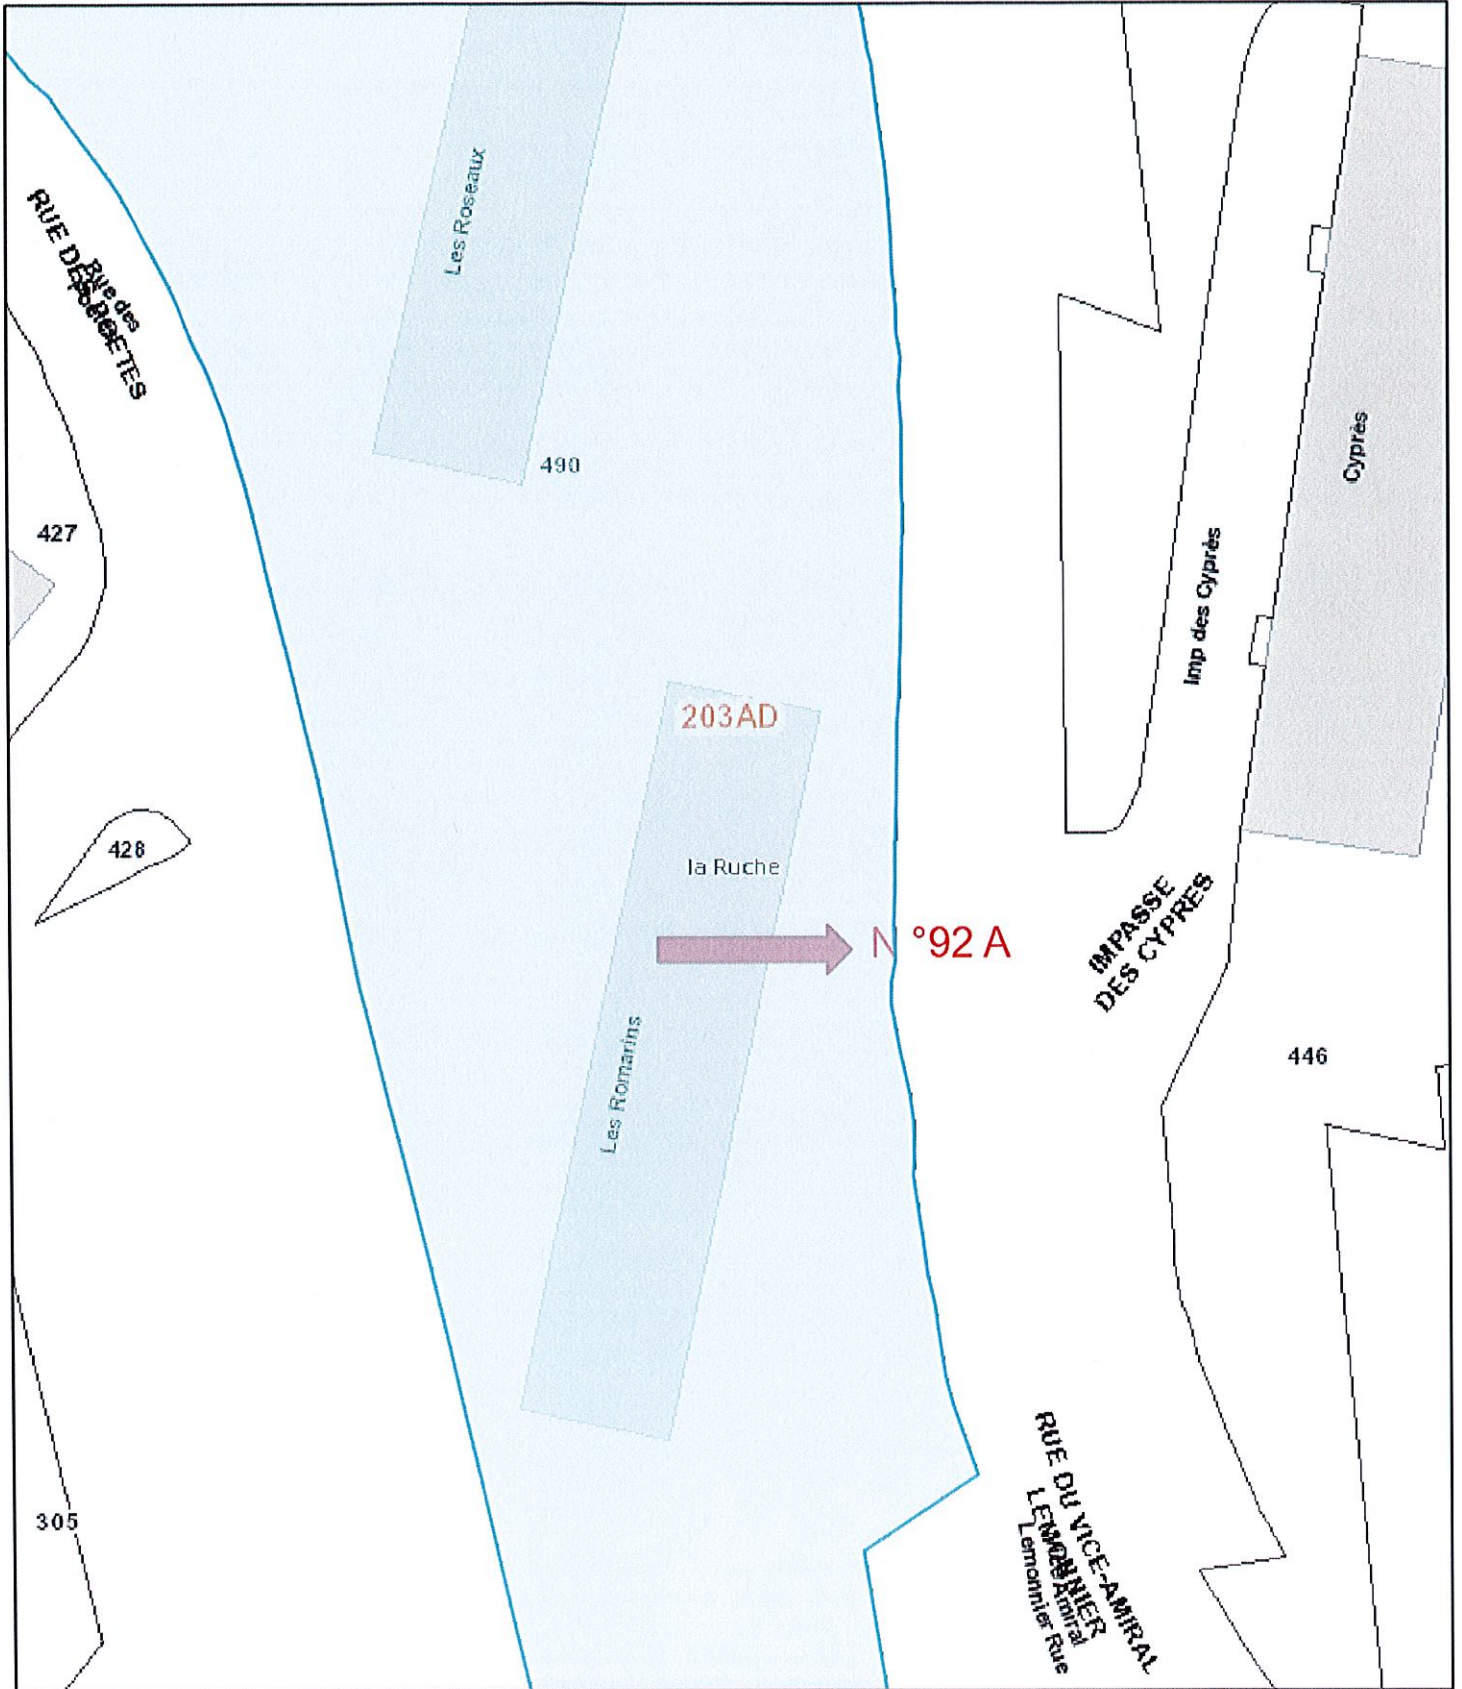 Les Roseaux
RUE DES
Rue des
490
427
Cyprès
Imp des Cyprès
203AD
428
la Ruche
N °92 A
IMPASSE
DES CYPRES
Les Romarins
446
305
RUE DU VICE-AMIRAL
LEMONNIER
Amiral
Lemonnier Rue